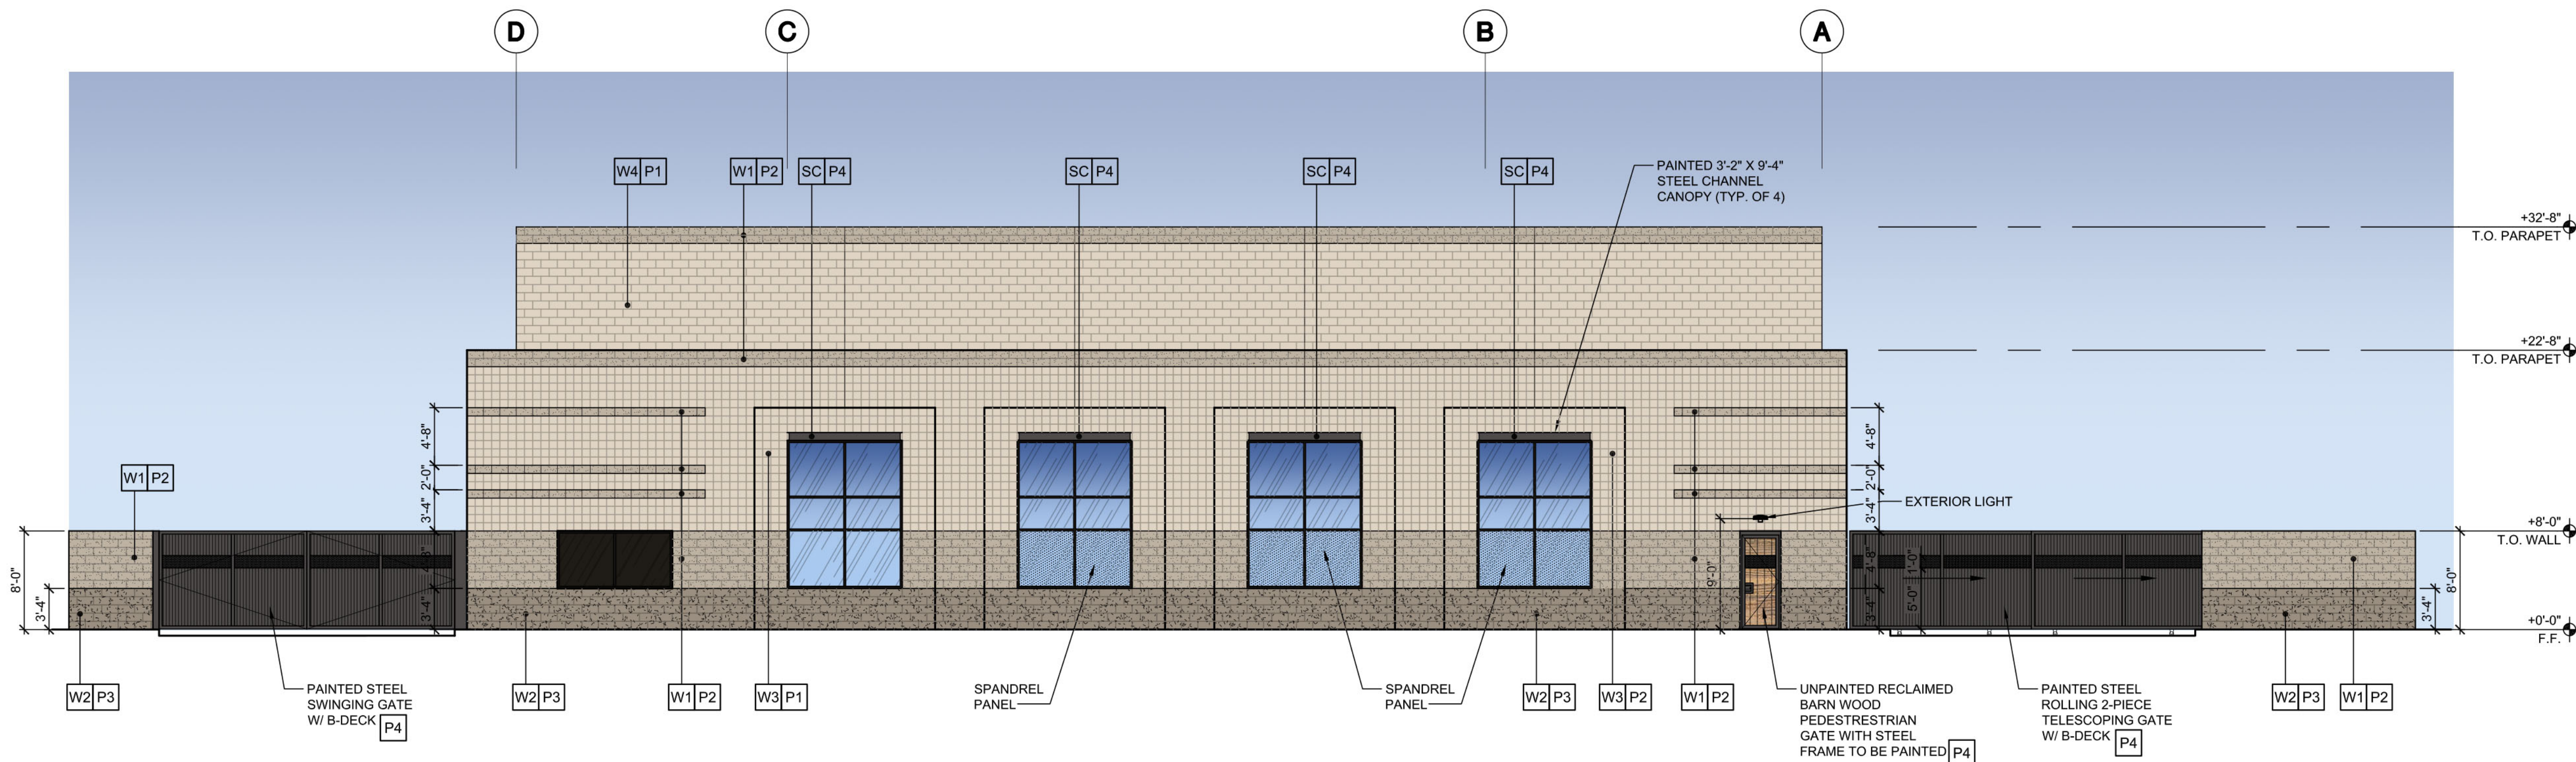 D
C
B
A
W4 P1
W1 P2
SC P4
SC P4
SC P4
SC P4
PAINTED 3'-2" X 9'-4"
STEEL CHANNEL
CANOPY (TYP. OF 4)
+32'-8"
T.O. PARAPET
+22'-8"
T.O. PARAPET
4'-8"
2'-0"
3'-4"
4'-8"
2'-0"
3'-4"
W1 P2
EXTERIOR LIGHT
+8'-0"
T.O. WALL
8'-0"
3'-4"
4'-8"
3'-4"
9'-0"
4'-8"
3'-4"
1'-0"
5'-0"
3'-4"
8'-0"
+0'-0"
F.F.
W2 P3
PAINTED STEEL
SWINGING GATE
W/ B-DECK P4
W2 P3
W1 P2
W3 P1
SPANDREL
PANEL
SPANDREL
PANEL
W2 P3
W3 P2
W1 P2
UNPAINTED RECLAIMED
BARN WOOD
PEDESTRESTRIAN
GATE WITH STEEL
FRAME TO BE PAINTED P4
PAINTED STEEL
ROLLING 2-PIECE
TELESCOPING GATE
W/ B-DECK P4
W2 P3
W1 P2